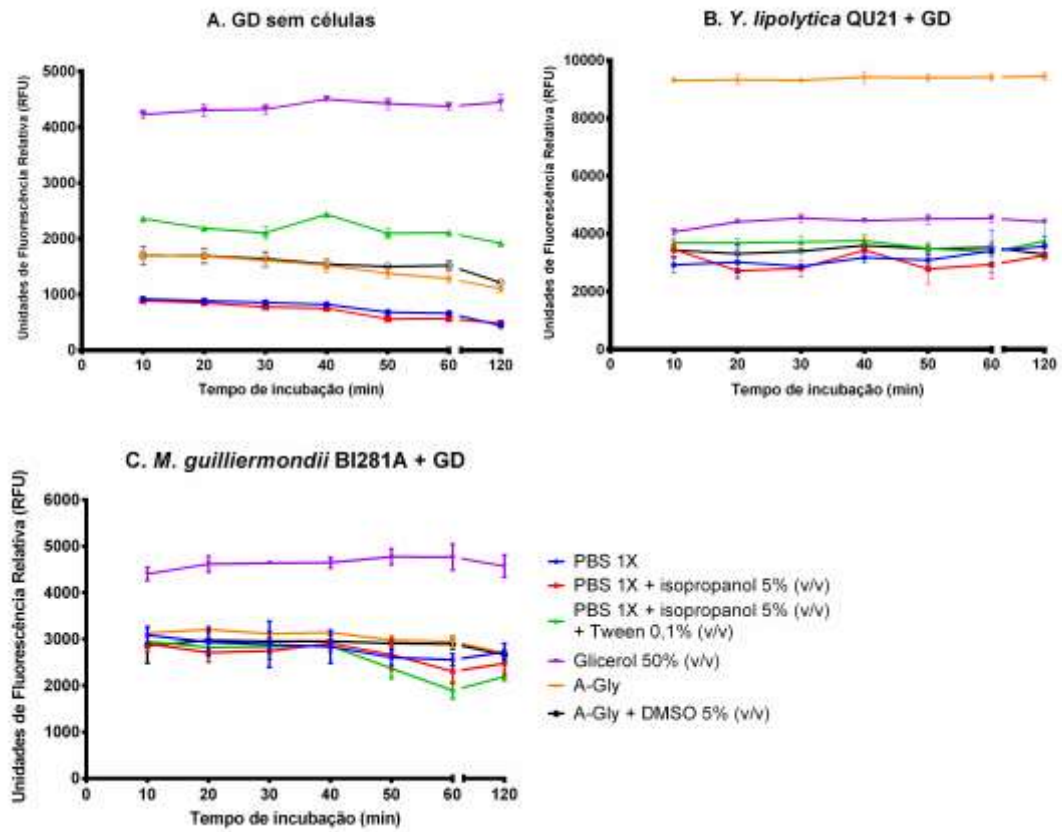 A. GD sem células
Unidades de Fluorescência Relativa (RFU)
5000
4000
3000
2000
1000
0
0 10 20 30 40 50 60 120
Tempo de incubação (min)
B. Y. lipolytica QU21 + GD
Unidades de Fluorescência Relativa (RFU)
10000
8000
6000
4000
2000
0
0 10 20 30 40 50 60 120
Tempo de incubação (min)
C. M. guilliermondii BI281A + GD
Unidades de Fluorescência Relativa (RFU)
6000
5000
4000
3000
2000
1000
0
0 10 20 30 40 50 60 120
Tempo de incubação (min)
PBS 1X
PBS 1X + isopropanol 5% (v/v)
PBS 1X + isopropanol 5% (v/v)
+ Tween 0,1% (v/v)
Glicerol 50% (v/v)
A-Gly
A-Gly + DMSO 5% (v/v)